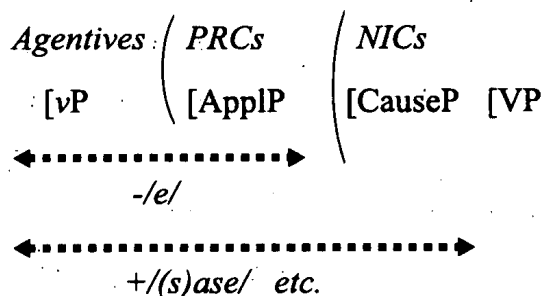 Agentives PRCs NICs
[vP [ApplP [CauseP [VP
-/e/
+/(s)ase/ etc.